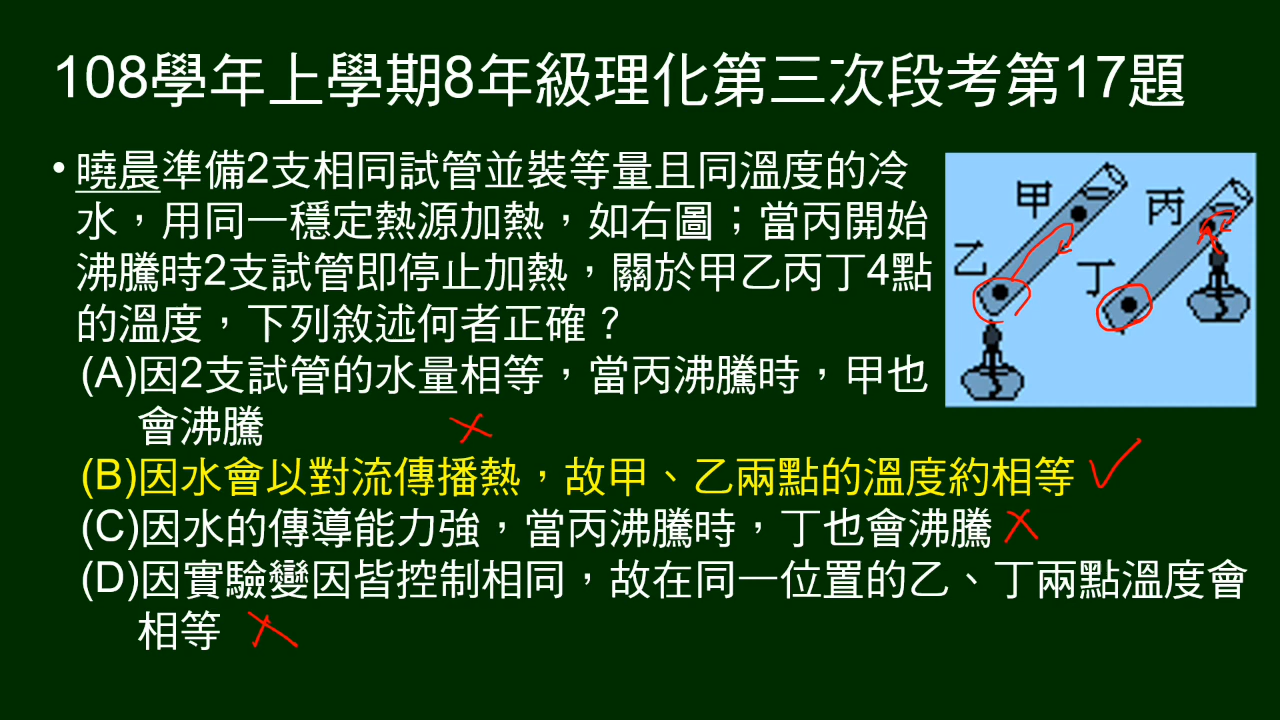 108學年上學期8年級理化第三次段考第17題
• 曉晨準備2支相同試管並裝等量且同溫度的冷
水，用同一穩定熱源加熱，如右圖；當丙開始
沸騰時2支試管即停止加熱，關於甲乙丙丁4點
的溫度，下列敘述何者正確？
(A)因2支試管的水量相等，當丙沸騰時，甲也
會沸騰
(B)因水會以對流傳播熱，故甲、乙兩點的溫度約相等
(C)因水的傳導能力強，當丙沸騰時，丁也會沸騰
(D)因實驗變因皆控制相同，故在同一位置的乙、丁兩點溫度會
相等
甲
丙
乙
丁